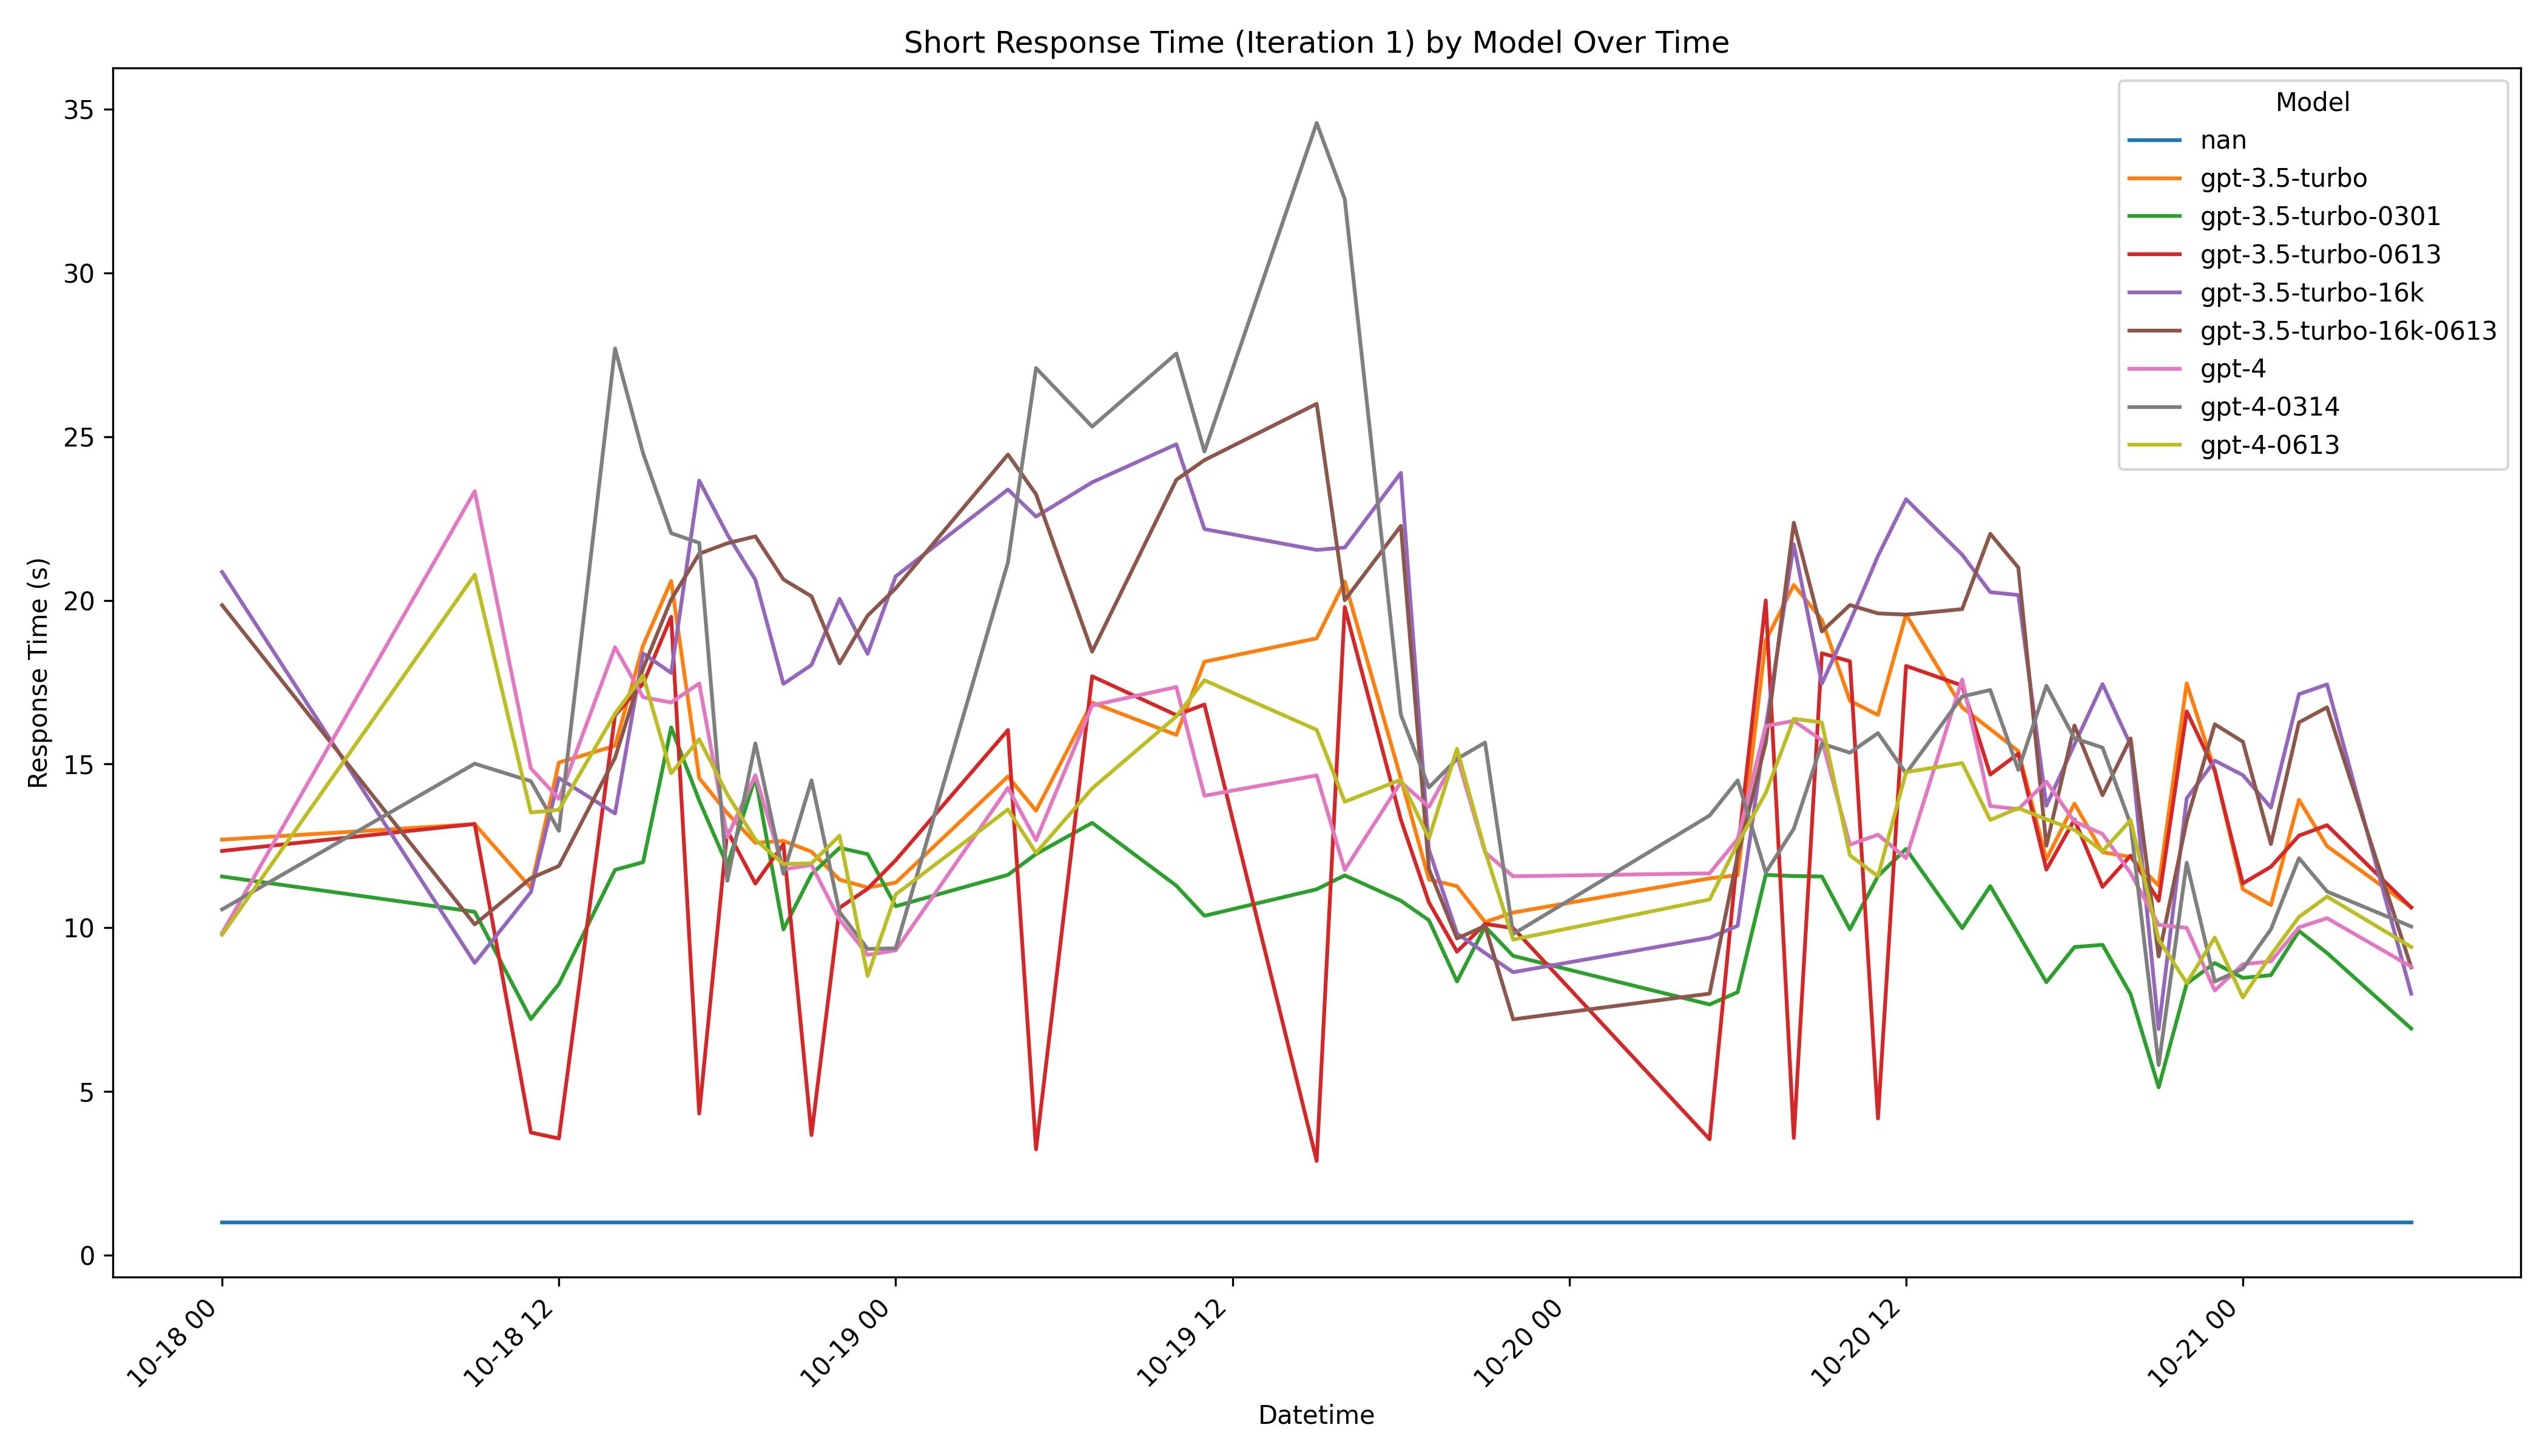 Short Response Time (Iteration 1) by Model Over Time
Model
nan
gpt-3.5-turbo
gpt-3.5-turbo-0301
gpt-3.5-turbo-0613
gpt-3.5-turbo-16k
gpt-3.5-turbo-16k-0613
gpt-4
gpt-4-0314
gpt-4-0613
Response Time (s)
35
30
25
20
15
10
5
0
10-18 00
10-18 12
10-19 00
10-19 12
10-20 00
10-20 12
10-21 00
Datetime